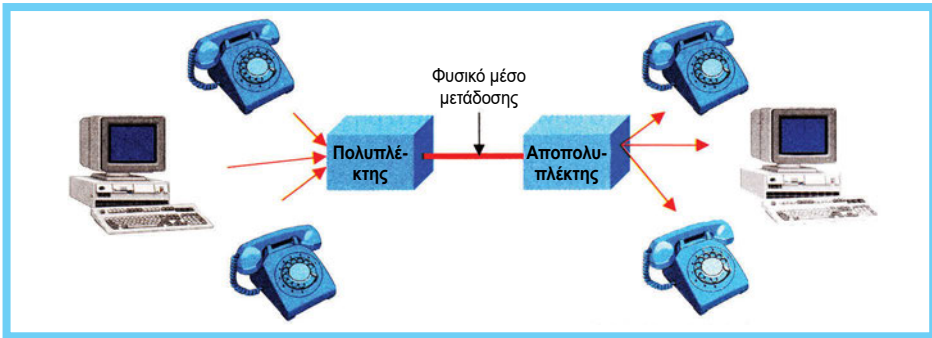 Φυσικό μέσο
μετάδοσης
Πολυπλέ-
κτης
Αποπολυ-
πλέκτης